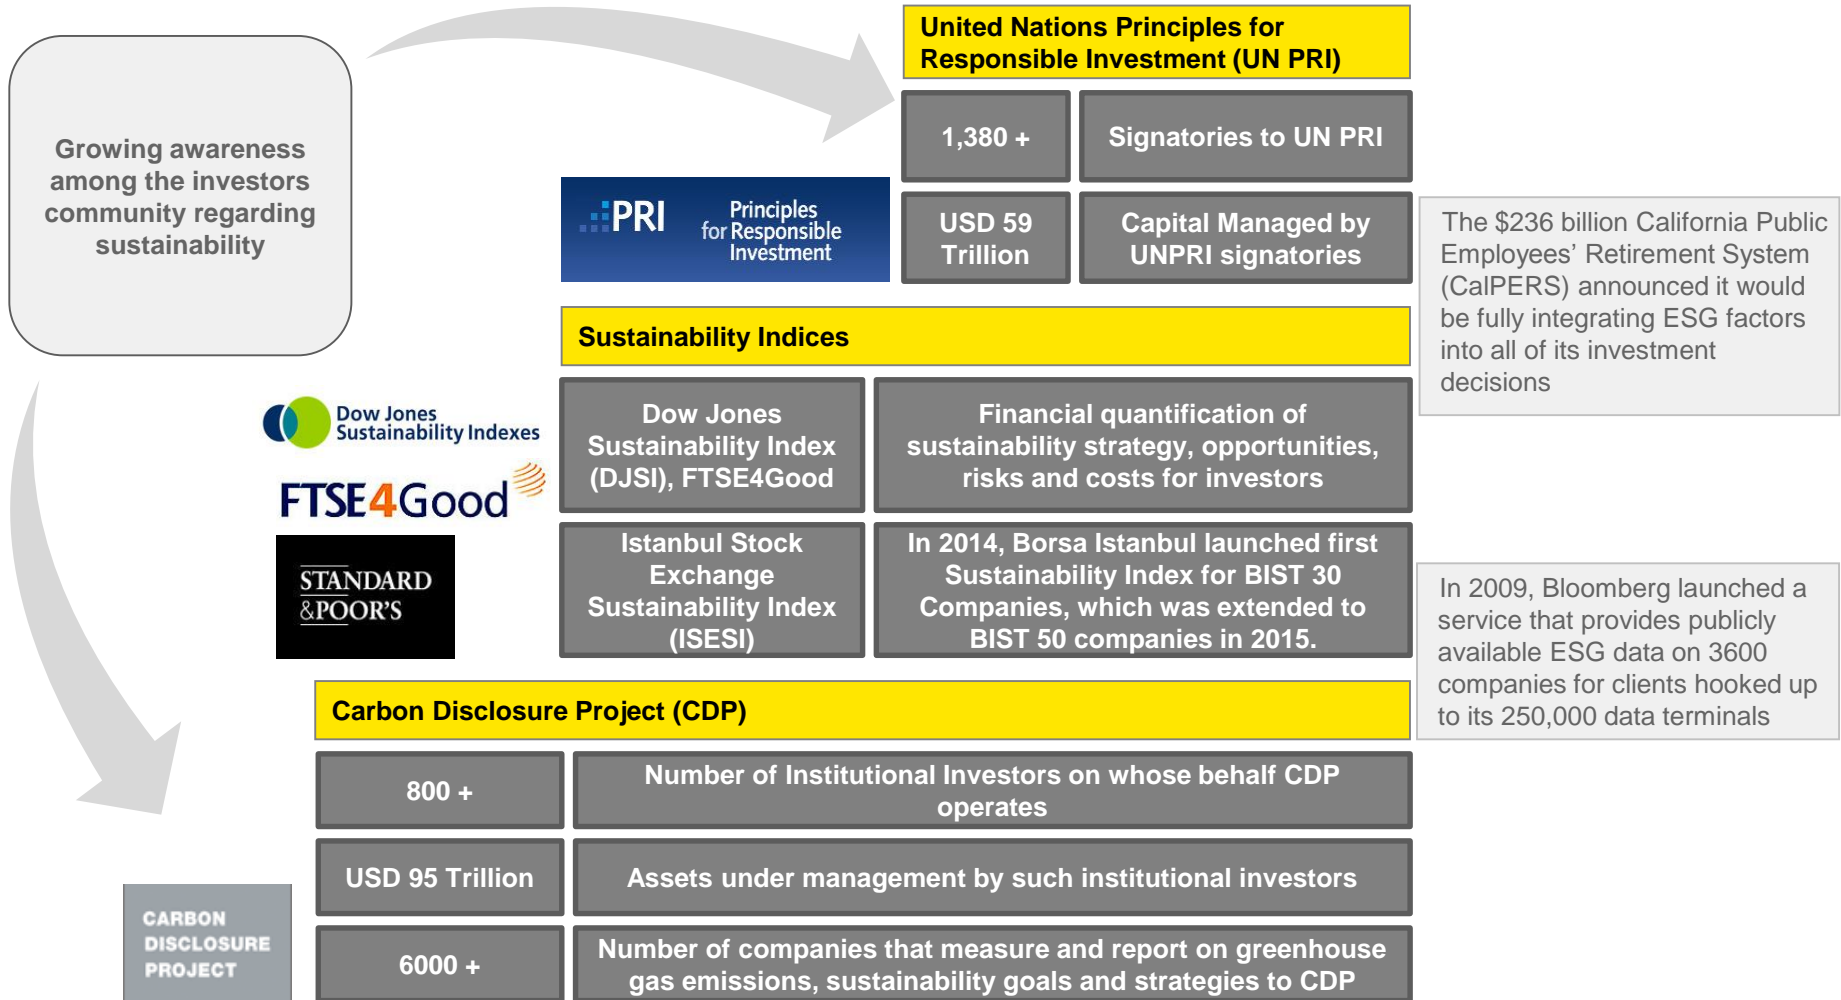 Growing awareness
among the investors
community regarding
sustainability
United Nations Principles for
Responsible Investment (UN PRI)
1,380 +
Signatories to UN PRI
PRI
Principles
for Responsible
Investment
USD 59
Trillion
Capital Managed by
UNPRI signatories
The $236 billion California Public
Employees’ Retirement System
(CalPERS) announced it would
be fully integrating ESG factors
into all of its investment
decisions
Sustainability Indices
Dow Jones
Sustainability Indexes
FTSE4Good
Dow Jones
Sustainability Index
(DJSI), FTSE4Good
Financial quantification of
sustainability strategy, opportunities,
risks and costs for investors
STANDARD
&POOR'S
Istanbul Stock
Exchange
Sustainability Index
(ISESI)
In 2014, Borsa Istanbul launched first
Sustainability Index for BIST 30
Companies, which was extended to
BIST 50 companies in 2015.
In 2009, Bloomberg launched a
service that provides publicly
available ESG data on 3600
companies for clients hooked up
to its 250,000 data terminals
Carbon Disclosure Project (CDP)
800 +
Number of Institutional Investors on whose behalf CDP
operates
USD 95 Trillion
Assets under management by such institutional investors
CARBON
DISCLOSURE
PROJECT
6000 +
Number of companies that measure and report on greenhouse
gas emissions, sustainability goals and strategies to CDP